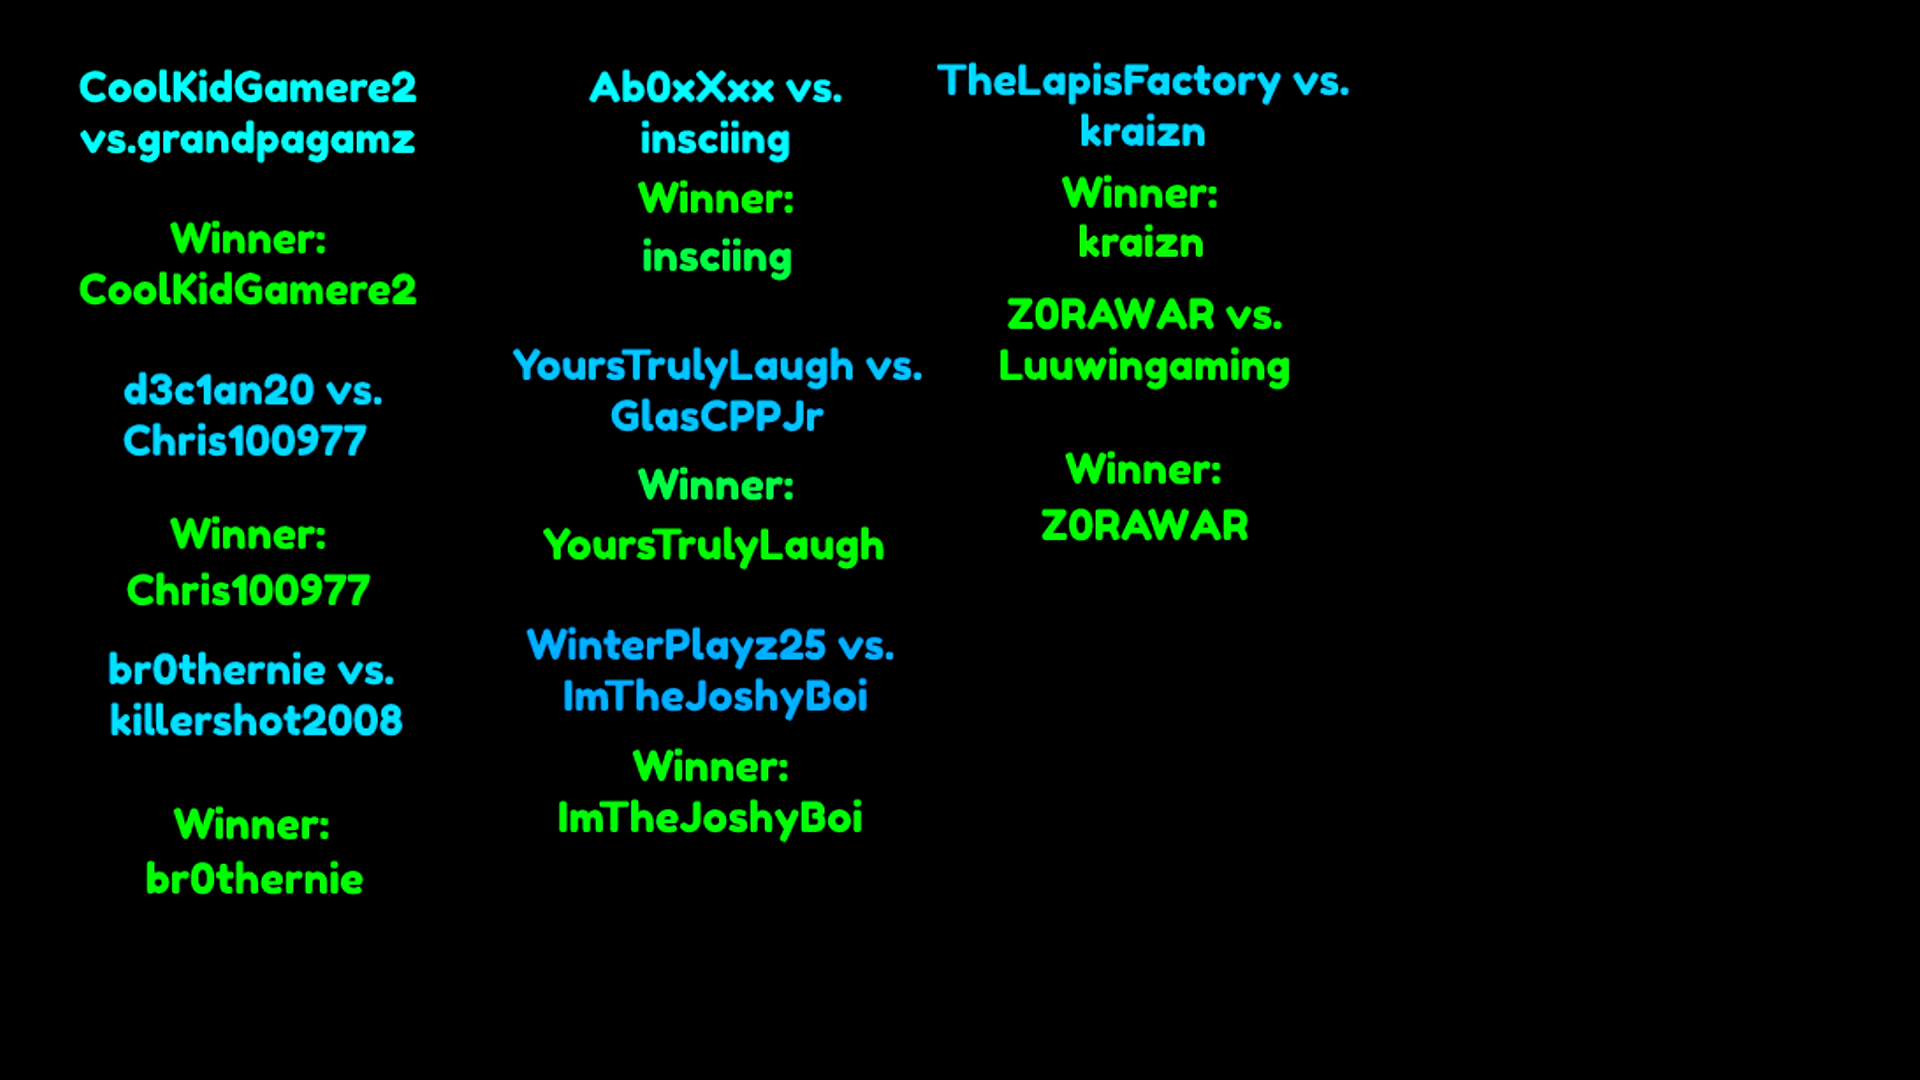 CoolKidGamere2
vs.grandpagamz
Winner:
CoolKidGamere2
d3c1an20 vs.
Chris100977
Winner:
Chris100977
br0thernie vs.
killershot2008
Winner:
br0thernie
Ab0xXxx vs.
insciing
Winner:
insciing
YoursTrulyLaugh vs.
GlasCPPJr
Winner:
YoursTrulyLaugh
WinterPlayz25 vs.
ImTheJoshyBoi
Winner:
ImTheJoshyBoi
TheLapisFactory vs.
kraizn
Winner:
kraizn
Z0RAWAR vs.
Luuwingaming
Winner:
Z0RAWAR